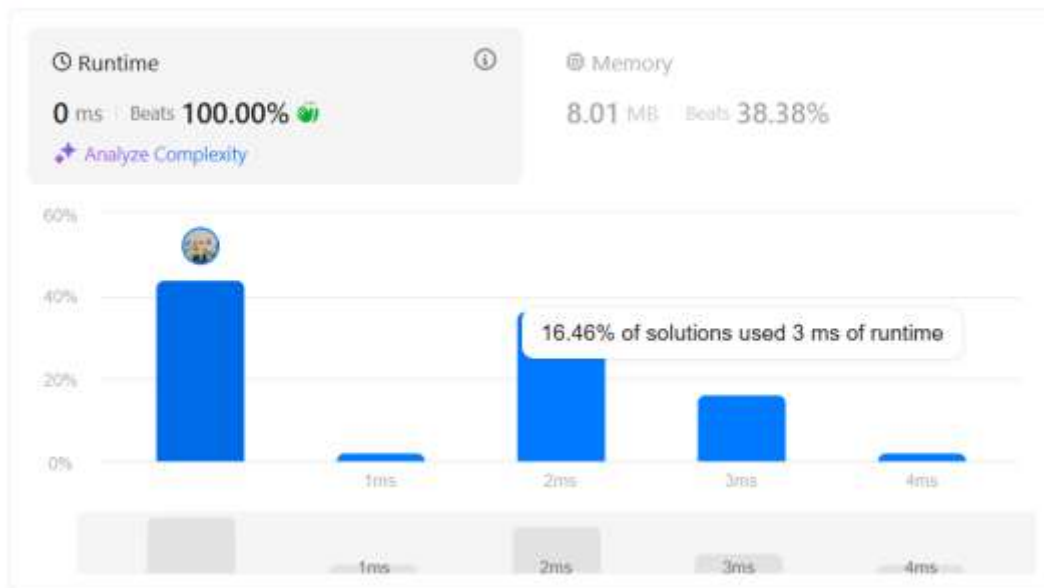 Runtime
0 ms Beats 100.00%
Analyze Complexity
Memory
8.01 MB Beats 38.38%
60%
40%
20%
0%
16.46% of solutions used 3 ms of runtime
1ms 2ms 3ms 4ms
1ms 2ms 3ms 4ms